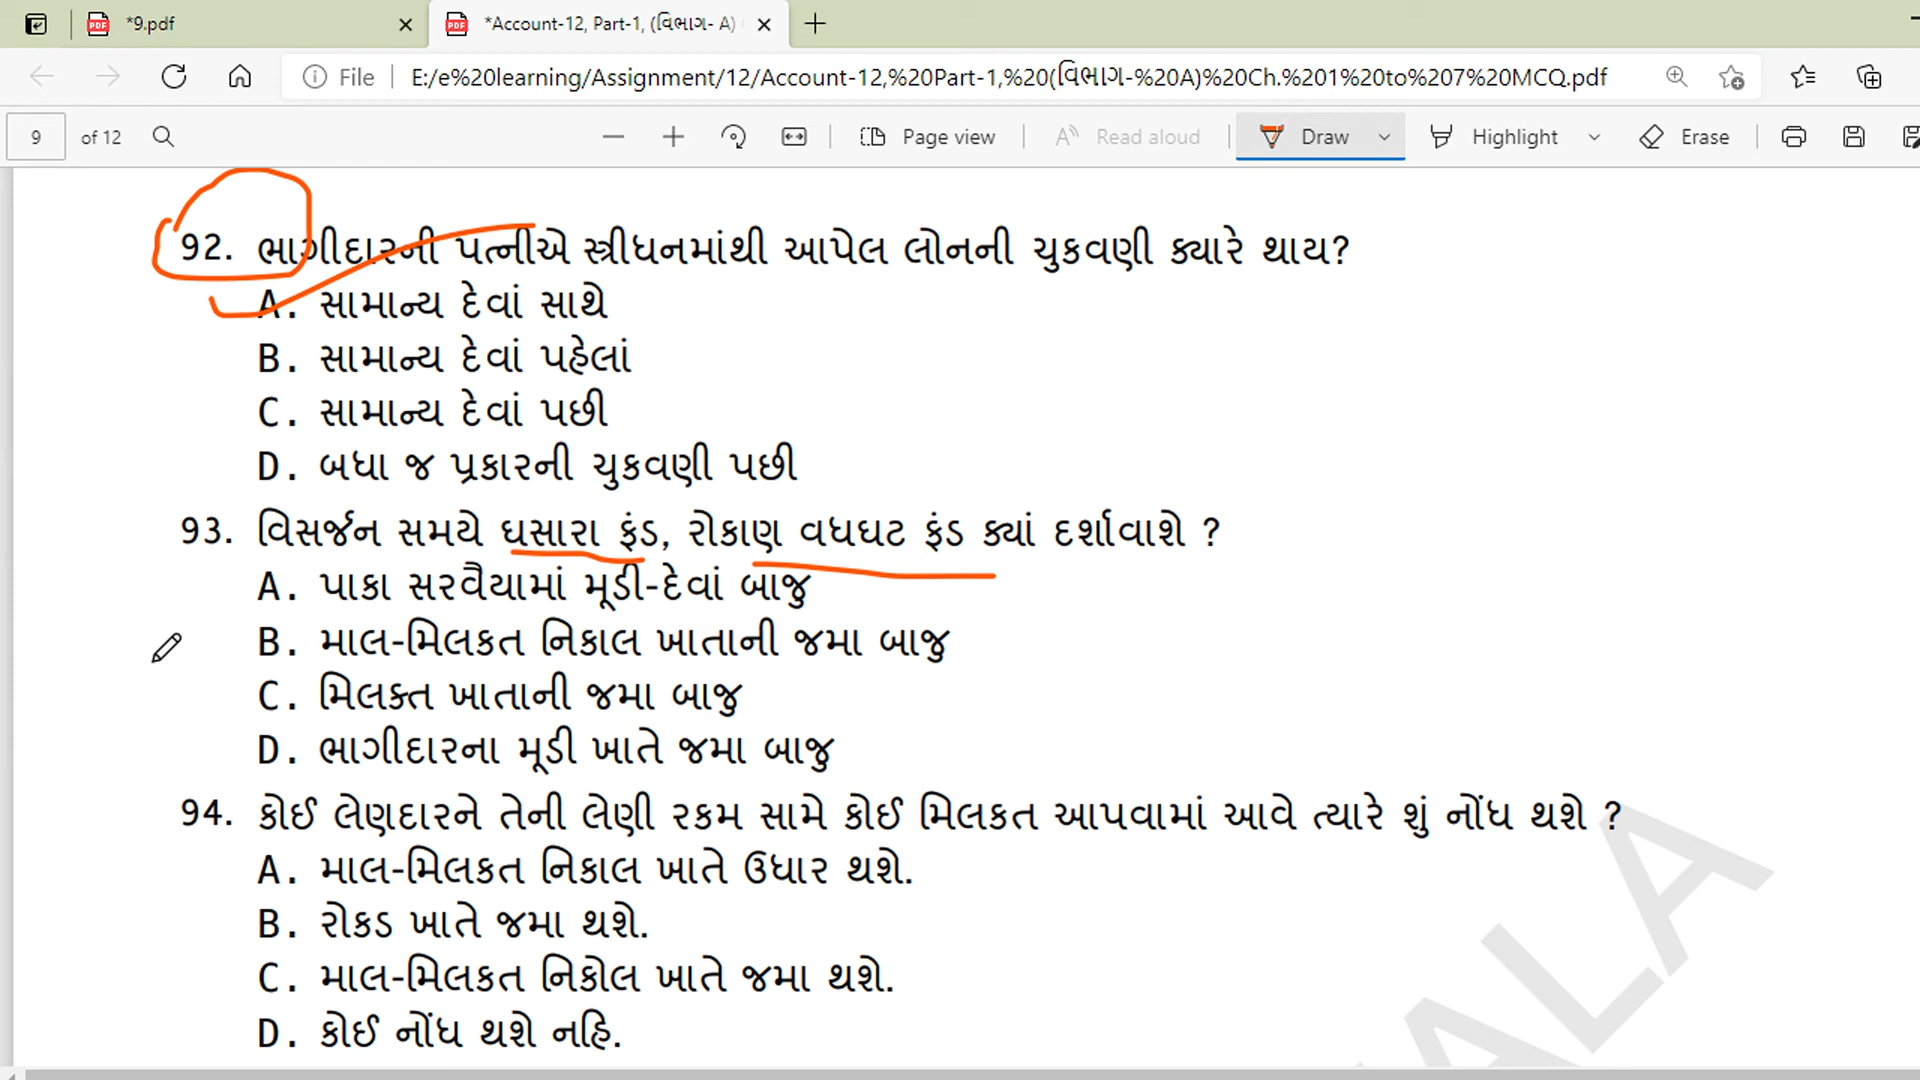 *9.pdf
*Account-12, Part-1, (વિભાગ- A)
File E:/e%20learning/Assignment/12/Account-12,%20Part-1,%20(વિભાગ-%20A)%20Ch.%201%20to%207%20MCQ.pdf
9 of 12 Page view Read aloud Draw Highlight Erase
92. ભાગીદારની પત્નીએ સ્ત્રીધનમાંથી આપેલ લોનની ચુકવણી ક્યારે થાય?
A. સામાન્ય દેવાં સાથે
B. સામાન્ય દેવાં પહેલાં
C. સામાન્ય દેવાં પછી
D. બધા જ પ્રકારની ચુકવણી પછી
93. વિસર્જન સમયે ઘસારા ફંડ, રોકાણ વધઘટ ફંડ ક્યાં દર્શાવાશે ?
A. પાકા સરવૈયામાં મૂડી-દેવાં બાજુ
B. માલ-મિલકત નિકાલ ખાતાની જમા બાજુ
C. મિલક્ત ખાતાની જમા બાજુ
D. ભાગીદારના મૂડી ખાતે જમા બાજુ
94. કોઈ લેણદારને તેની લેણી રકમ સામે કોઈ મિલકત આપવામાં આવે ત્યારે શું નોંધ થશે ?
A. માલ-મિલકત નિકાલ ખાતે ઉધાર થશે.
B. રોકડ ખાતે જમા થશે.
C. માલ-મિલકત નિકોલ ખાતે જમા થશે.
D. કોઈ નોંધ થશે નહિ.
ALA